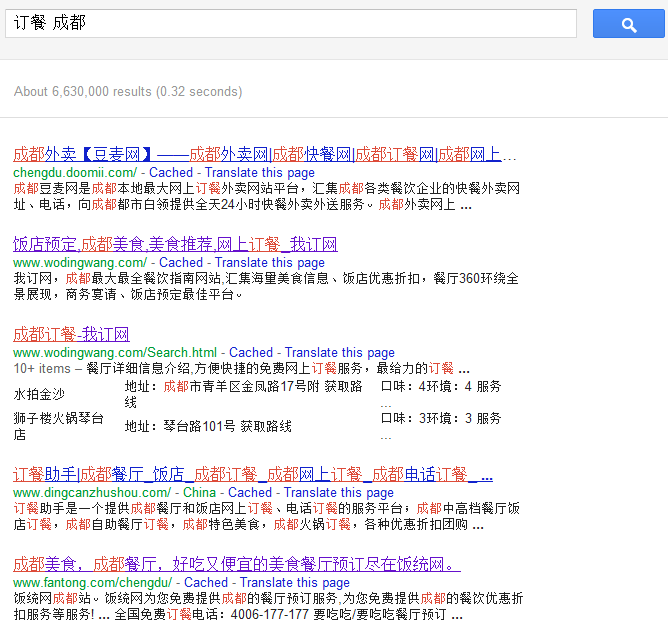 订餐 成都
About 6,630,000 results (0.32 seconds)
成都外卖【豆麦网】——成都外卖网|成都快餐网|成都订餐网|成都网上...
chengdu.doomii.com/ - Cached - Translate this page
成都豆麦网是成都本地最大网上订餐外卖网站平台，汇集成都各类餐饮企业的快餐外卖网
址、电话，向成都都市白领提供全天24小时快餐外卖外送服务。成都外卖网上 ...
饭店预定,成都美食,美食推荐,网上订餐_我订网
www.wodingwang.com/ - Cached - Translate this page
我订网，成都最大最全餐饮指南网站,汇集海量美食信息、饭店优惠折扣，餐厅360环绕全
景展现，商务宴请、饭店预定最佳平台。
成都订餐-我订网
www.wodingwang.com/Search.html - Cached - Translate this page
10+ items – 餐厅详细信息介绍,方便快捷的免费网上订餐服务，最给力的订餐 ...
水拍金沙 地址：成都市青羊区金凤路17号附 获取路线 口味：4环境：4 服务 ...
狮子楼火锅琴台店 地址：琴台路101号 获取路线 口味：3环境：3 服务 ...
订餐助手|成都餐厅_饭店_成都订餐_成都网上订餐_成都电话订餐_ ...
www.dingcanzhushou.com/ - China - Cached - Translate this page
订餐助手是一个提供成都餐厅和饭店网上订餐、电话订餐的服务平台，成都中高档餐厅饭
店订餐，成都自助餐厅订餐，成都特色美食，成都火锅订餐，各种优惠折扣团购 ...
成都美食，成都餐厅，好吃又便宜的美食餐厅预订尽在饭统网。
www.fantong.com/chengdu/ - Cached - Translate this page
饭统网成都站。饭统网为您免费提供成都的餐厅预订服务,为您免费提供成都的餐饮优惠折
扣服务等服务! ... 全国免费订餐电话：4006-177-177 要吃吃/要吃吃餐厅预订 ...